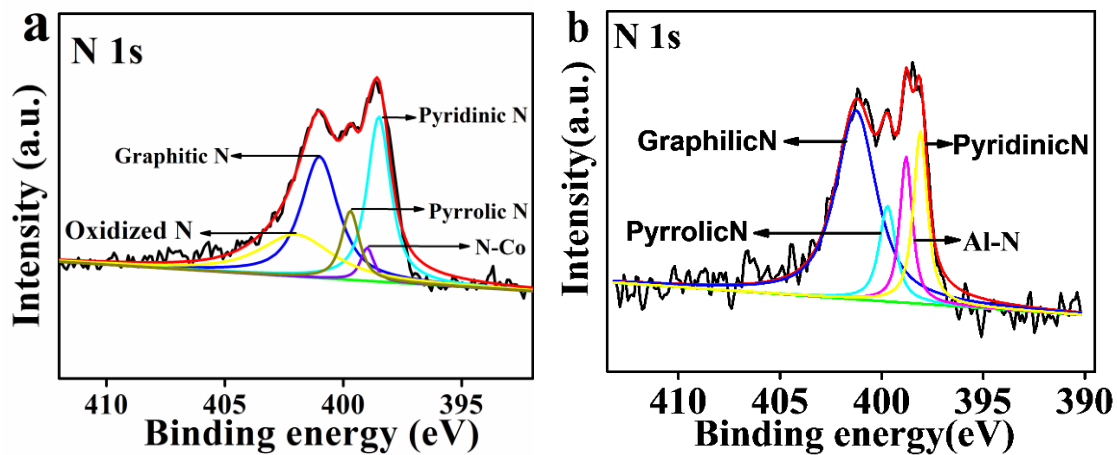 a
N 1s
Pyridinic N
Graphitic N
Pyrrolic N
Oxidized N
N-Co
Intensity (a.u.)
410 405 400 395
Binding energy (eV)
b
N 1s
GraphilicN
PyridinicN
PyrrolicN
Al-N
Intensity(a.u.)
410 405 400 395 390
Binding energy(eV)